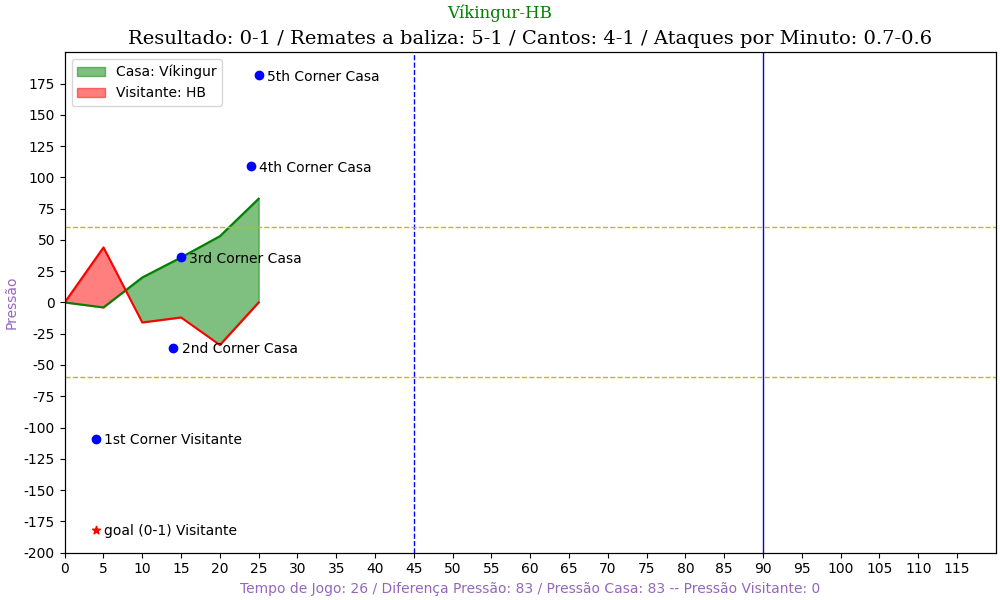 Víkingur-HB
Resultado: 0-1 / Remates a baliza: 5-1 / Cantos: 4-1 / Ataques por Minuto: 0.7-0.6
Casa: Víkingur
Visitante: HB
5th Corner Casa
4th Corner Casa
3rd Corner Casa
2nd Corner Casa
1st Corner Visitante
goal (0-1) Visitante
Pressão
175
150
125
100
75
50
25
0
-25
-50
-75
-100
-125
-150
-175
-200
0 5 10 15 20 25 30 35 40 45 50 55 60 65 70 75 80 85 90 95 100 105 110 115
Tempo de Jogo: 26 / Diferença Pressão: 83 / Pressão Casa: 83 -- Pressão Visitante: 0